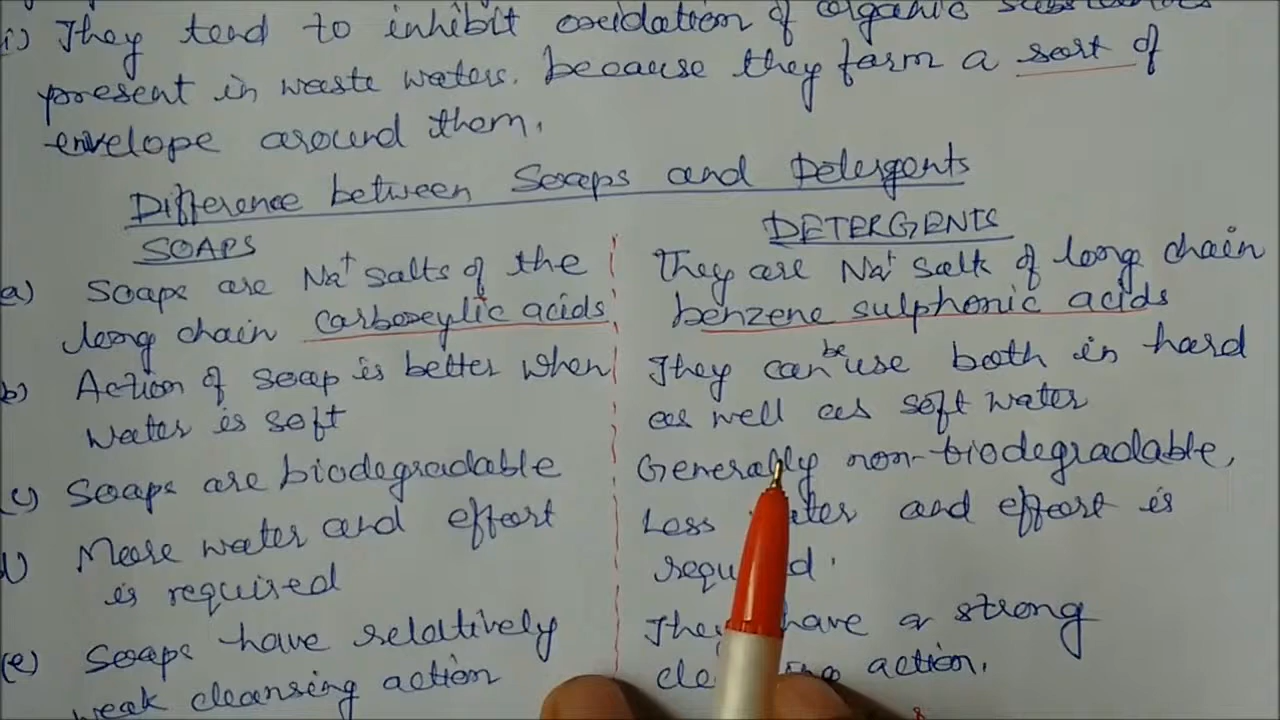 i) They tend to inhibit oxidation of organic substances
present in waste waters. because they form a sort of
envelope around them.
Difference between Soaps and Detergents
SOAPS
a) Soaps are Na+ salts of the
long chain carboxylic acids
b) Action of soap is better when
water is soft
(c) Soaps are biodegradable
d) More water and effort
is required
(e) Soaps have relatively
weak cleansing action
DETERGENTS
They are Na+ salt of long chain
benzene sulphonic acids
They can be use both in hard
as well as soft water
Generally non-biodegradable,
Less and effort is
They have a strong
action.